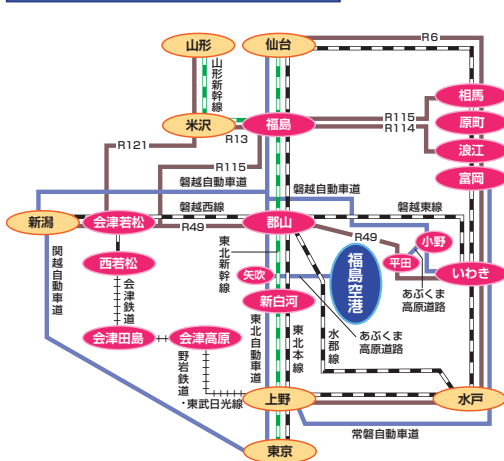 山形
仙台
R6
山形新幹線
相馬
米沢
福島
R115
R114
原町
R13
浪江
R121
R115
富岡
磐越自動車道
磐越自動車道
新潟
会津若松
磐越西線
磐越東線
R49
郡山
R49
小野
関越自動車道
西若松
東北新幹線
矢吹
福島空港
平田
いわき
会津鉄道
新白河
あぶくま
高原道路
あぶくま
高原道路
会津田島
会津高原
東北自動車道
東北本線
水郡線
野岩鉄道
・東武日光線
上野
水戸
常磐自動車道
東京